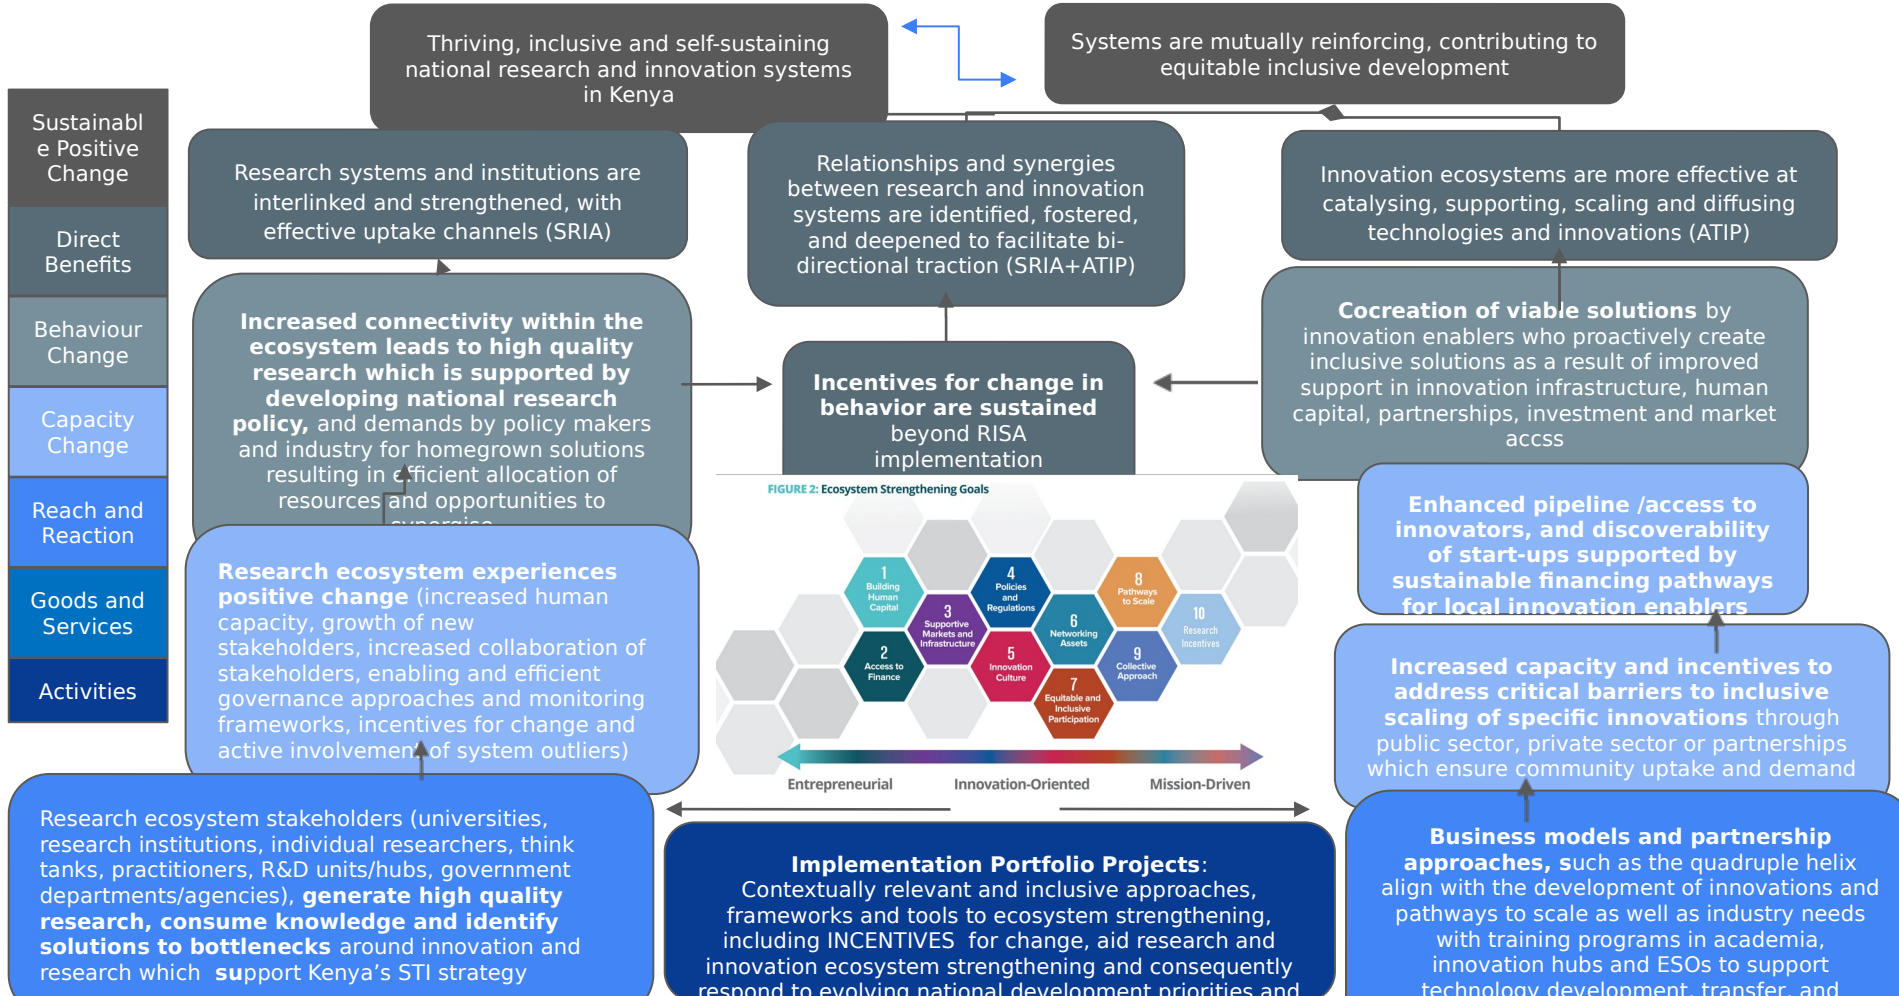 Thriving, inclusive and self-sustaining
national research and innovation systems
in Kenya
Systems are mutually reinforcing, contributing to
equitable inclusive development
Sustainabl
e Positive
Change
Direct
Benefits
Behaviour
Change
Capacity
Change
Reach and
Reaction
Goods and
Services
Activities
Research systems and institutions are
interlinked and strengthened, with
effective uptake channels (SRIA)
Relationships and synergies
between research and innovation
systems are identified, fostered,
and deepened to facilitate bi-
directional traction (SRIA+ATIP)
Innovation ecosystems are more effective at
catalysing, supporting, scaling and diffusing
technologies and innovations (ATIP)
Increased connectivity within the
ecosystem leads to high quality
research which is supported by
developing national research
policy, and demands by policy makers
and industry for homegrown solutions
resulting in efficient allocation of
resources and opportunities to
synergise
Incentives for change in
behavior are sustained
beyond RISA
implementation
Cocreation of viable solutions by
innovation enablers who proactively create
inclusive solutions as a result of improved
support in innovation infrastructure, human
capital, partnerships, investment and market
accss
FIGURE 2: Ecosystem Strengthening Goals
1
Building
Human
Capital
2
Access to
Finance
3
Supportive
Markets and
Infrastructure
4
Policies
and
Regulations
5
Innovation
Culture
6
Networking
Assets
7
Equitable and
Inclusive
Participation
8
Pathways
to Scale
9
Collective
Approach
10
Research
Incentives
Entrepreneurial
Innovation-Oriented
Mission-Driven
Enhanced pipeline /access to
innovators, and discoverability
of start-ups supported by
sustainable financing pathways
for local innovation enablers
Research ecosystem experiences
positive change (increased human
capacity, growth of new
stakeholders, increased collaboration of
stakeholders, enabling and efficient
governance approaches and monitoring
frameworks, incentives for change and
active involvement of system outliers)
Increased capacity and incentives to
address critical barriers to inclusive
scaling of specific innovations through
public sector, private sector or partnerships
which ensure community uptake and demand
Research ecosystem stakeholders (universities,
research institutions, individual researchers, think
tanks, practitioners, R&D units/hubs, government
departments/agencies), generate high quality
research, consume knowledge and identify
solutions to bottlenecks around innovation and
research which support Kenya’s STI strategy
Implementation Portfolio Projects:
Contextually relevant and inclusive approaches,
frameworks and tools to ecosystem strengthening,
including INCENTIVES for change, aid research and
innovation ecosystem strengthening and consequently
respond to evolving national development priorities and
Business models and partnership
approaches, such as the quadruple helix
align with the development of innovations and
pathways to scale as well as industry needs
with training programs in academia,
innovation hubs and ESOs to support
technology development, transfer, and